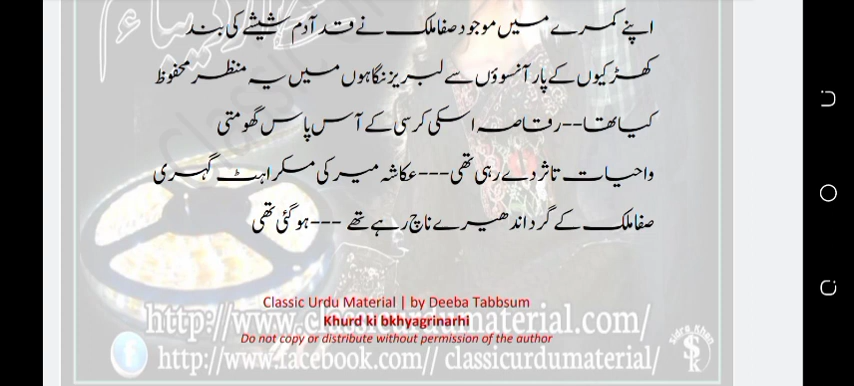 اپنے کمرے میں موجود صفا ملک نے قد آدم شیشے کی بند
کھڑکیوں کے پار آنسوؤں سے لبریز نگاہوں میں یہ منظر محفوظ
کیا تھا--رقاصہ اسکی کرسی کے آس پاس گھومتی
واحیات تاثر دے رہی تھی---عکاشہ میر کی مسکراہٹ گہری
صفا ملک کے گرد اندھیرے ناچ رہے تھے ---ہو گئی تھی
Classic Urdu Material | by Deeba Tabbsum
http://www.classicurdumaterial.com/
Khurd ki bkhyagrinarhi
Do not copy or distribute without permission of the author
http://www.facebook.com// classicurdumaterial/
Sidra Khan
SK